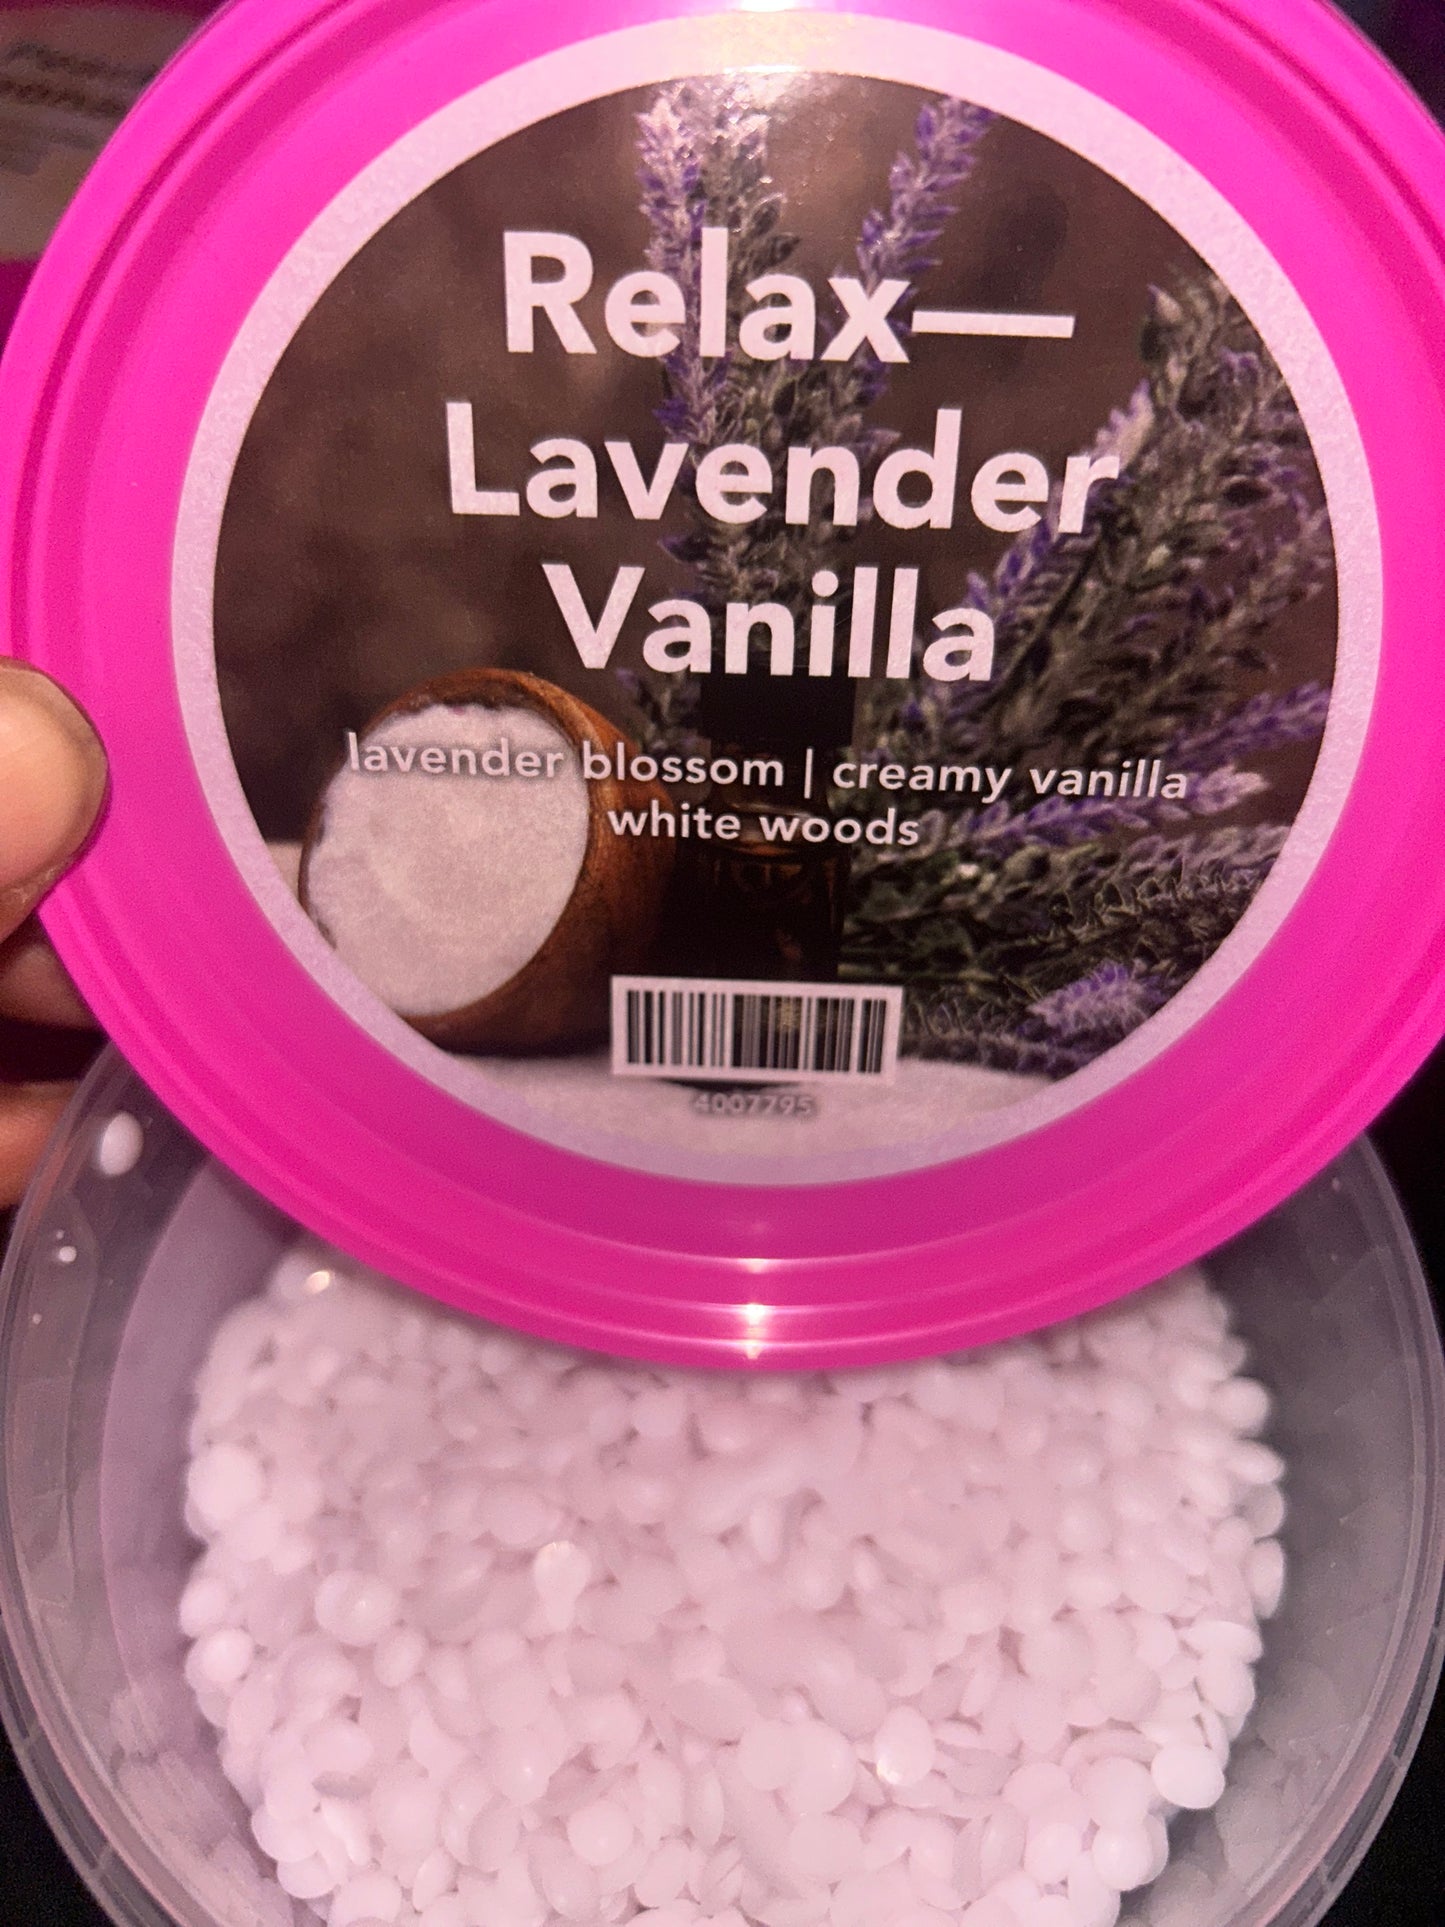 Relax—
Lavender
Vanilla
lavender blossom | creamy vanilla
white woods
4007795